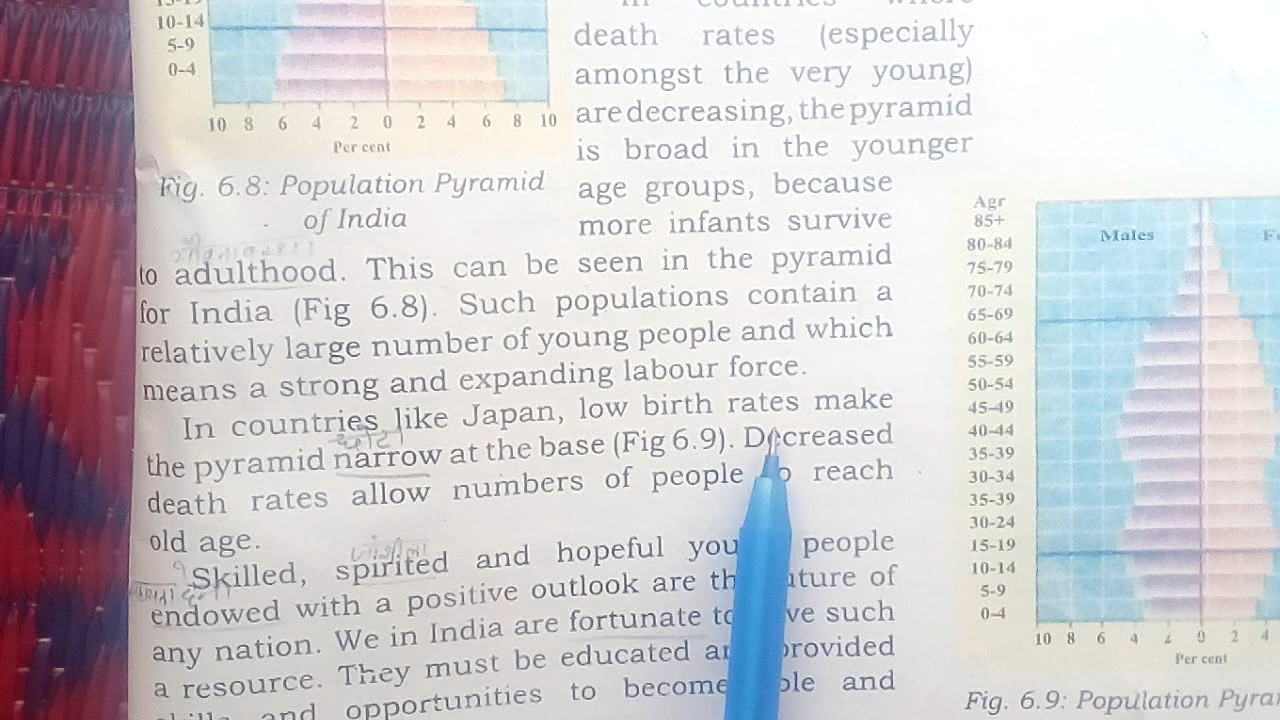 10-14
5-9
0-4
10 8 6 4 2 0 2 4 6 8 10
Per cent
Fig. 6.8: Population Pyramid
of India
death rates (especially
amongst the very young)
are decreasing, the pyramid
is broad in the younger
age groups, because
more infants survive
to adulthood. This can be seen in the pyramid
for India (Fig 6.8). Such populations contain a
relatively large number of young people and which
means a strong and expanding labour force.
In countries like Japan, low birth rates make
the pyramid narrow at the base (Fig 6.9). Decreased
death rates allow numbers of people to reach
old age.
Skilled, spirited and hopeful people
endowed with a positive outlook are of
any nation. We in India are fortunate such
a resource. They must be educated provided
and opportunities to become and
Agr
85+
80-84
75-79
70-74
65-69
60-64
55-59
50-54
45-49
40-44
35-39
30-34
35-39
30-24
15-19
10-14
5-9
0-4
Males
10 8 6 4 2 0 2 4
Per cent
Fig. 6.9: Population